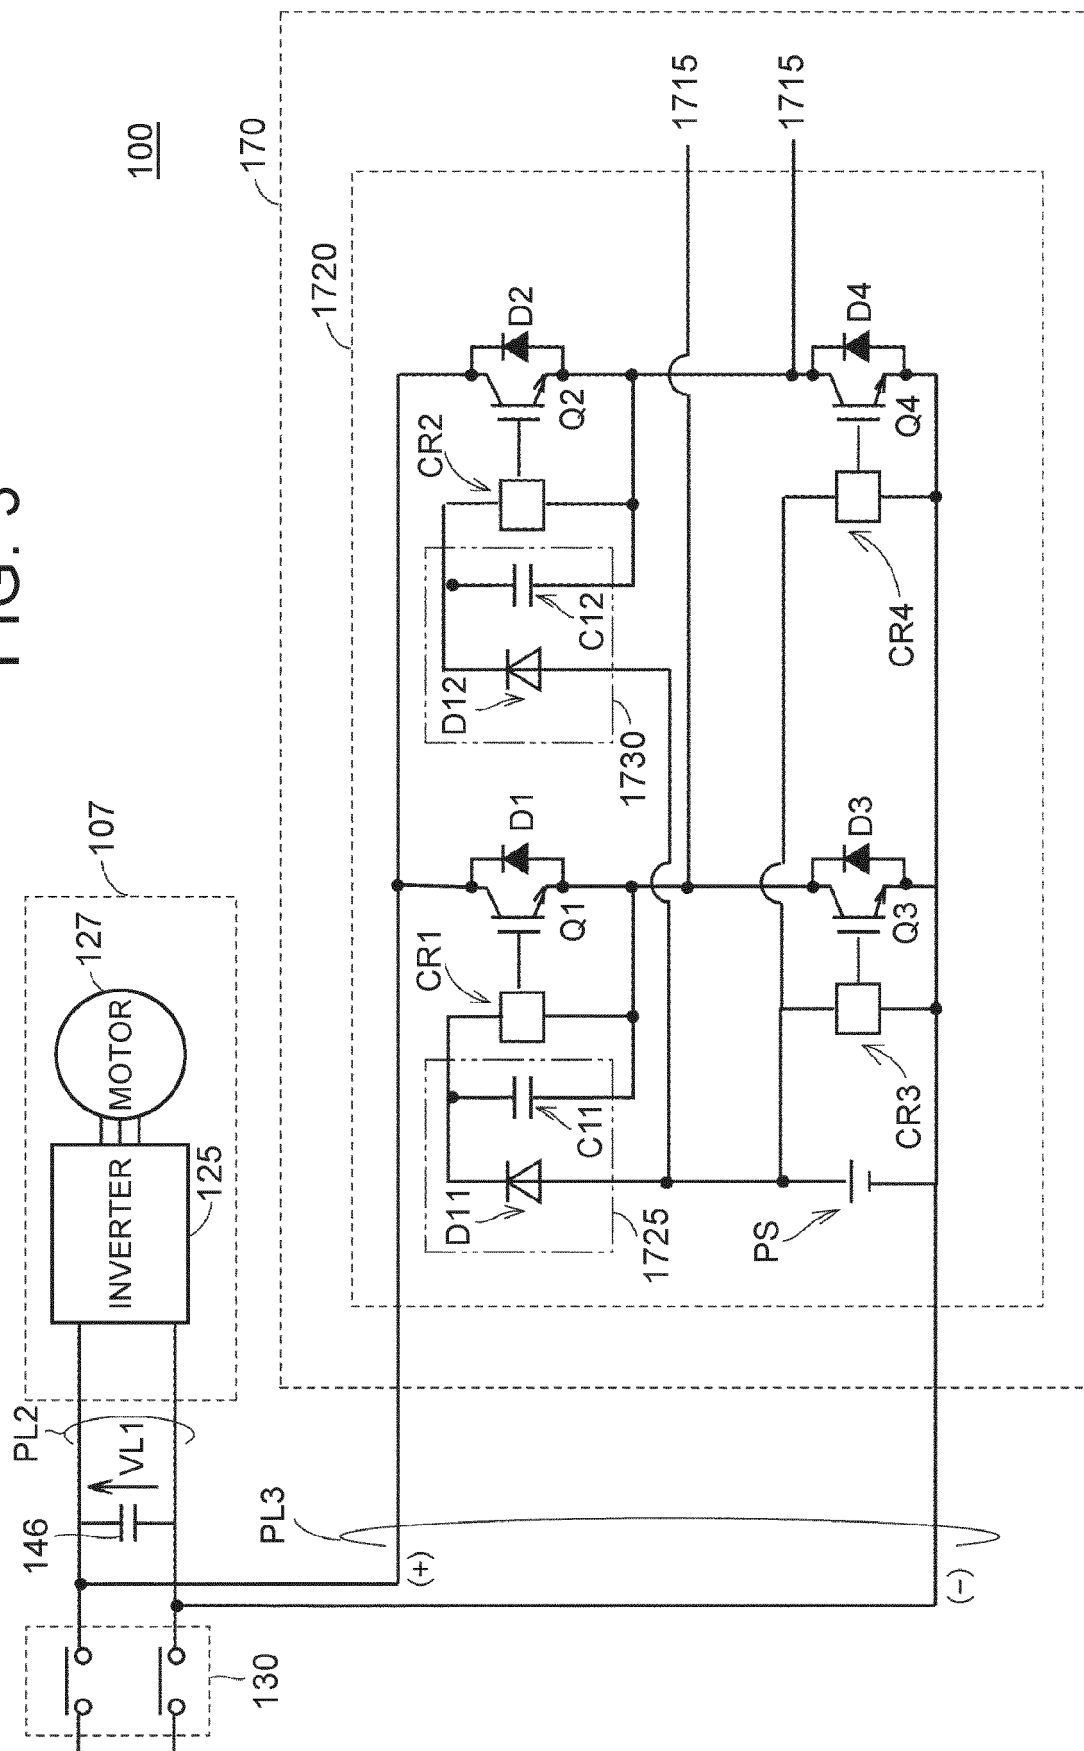 FIG.
100
130
146
PL2
VL1
INVERTER
125
MOTOR
127
107
PL3
(+)
(−)
170
1720
D11
C11
1725
CR1
Q1
D1
D12
C12
1730
CR2
Q2
D2
1715
1715
PS
CR3
Q3
D3
CR4
Q4
D4